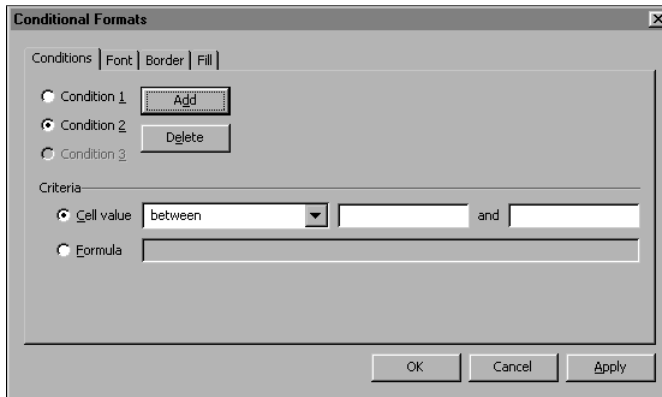 Conditional Formats
Conditions Font Border Fill
Condition 1 Add
Condition 2
Delete
Condition 3
Criteria
Cell value between and
Formula
OK Cancel Apply